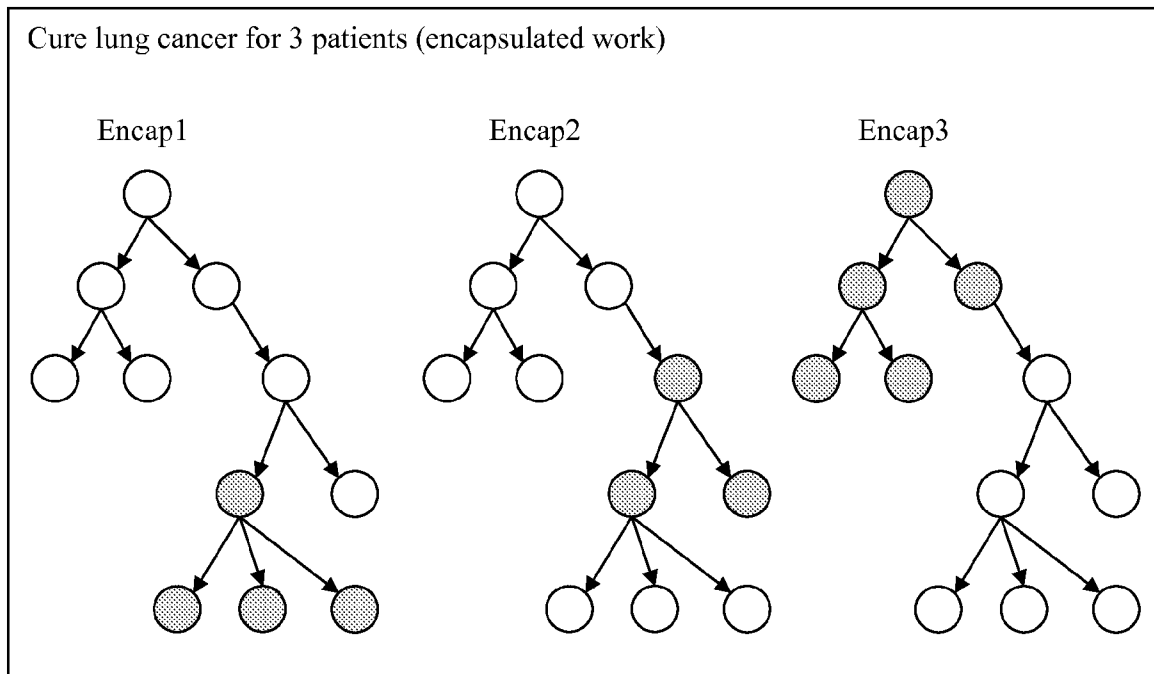 Cure lung cancer for 3 patients (encapsulated work)
Encap1
Encap2
Encap3